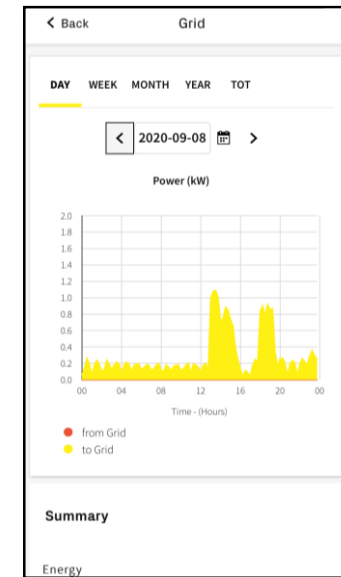 Back Grid
DAY WEEK MONTH YEAR TOT
2020-09-08
Power (kW)
2.0
1.8
1.6
1.4
1.2
1.0
0.8
0.6
0.4
0.2
0.0
00 04 08 12 16 20 00
Time - (Hours)
from Grid
to Grid
Summary
Energy